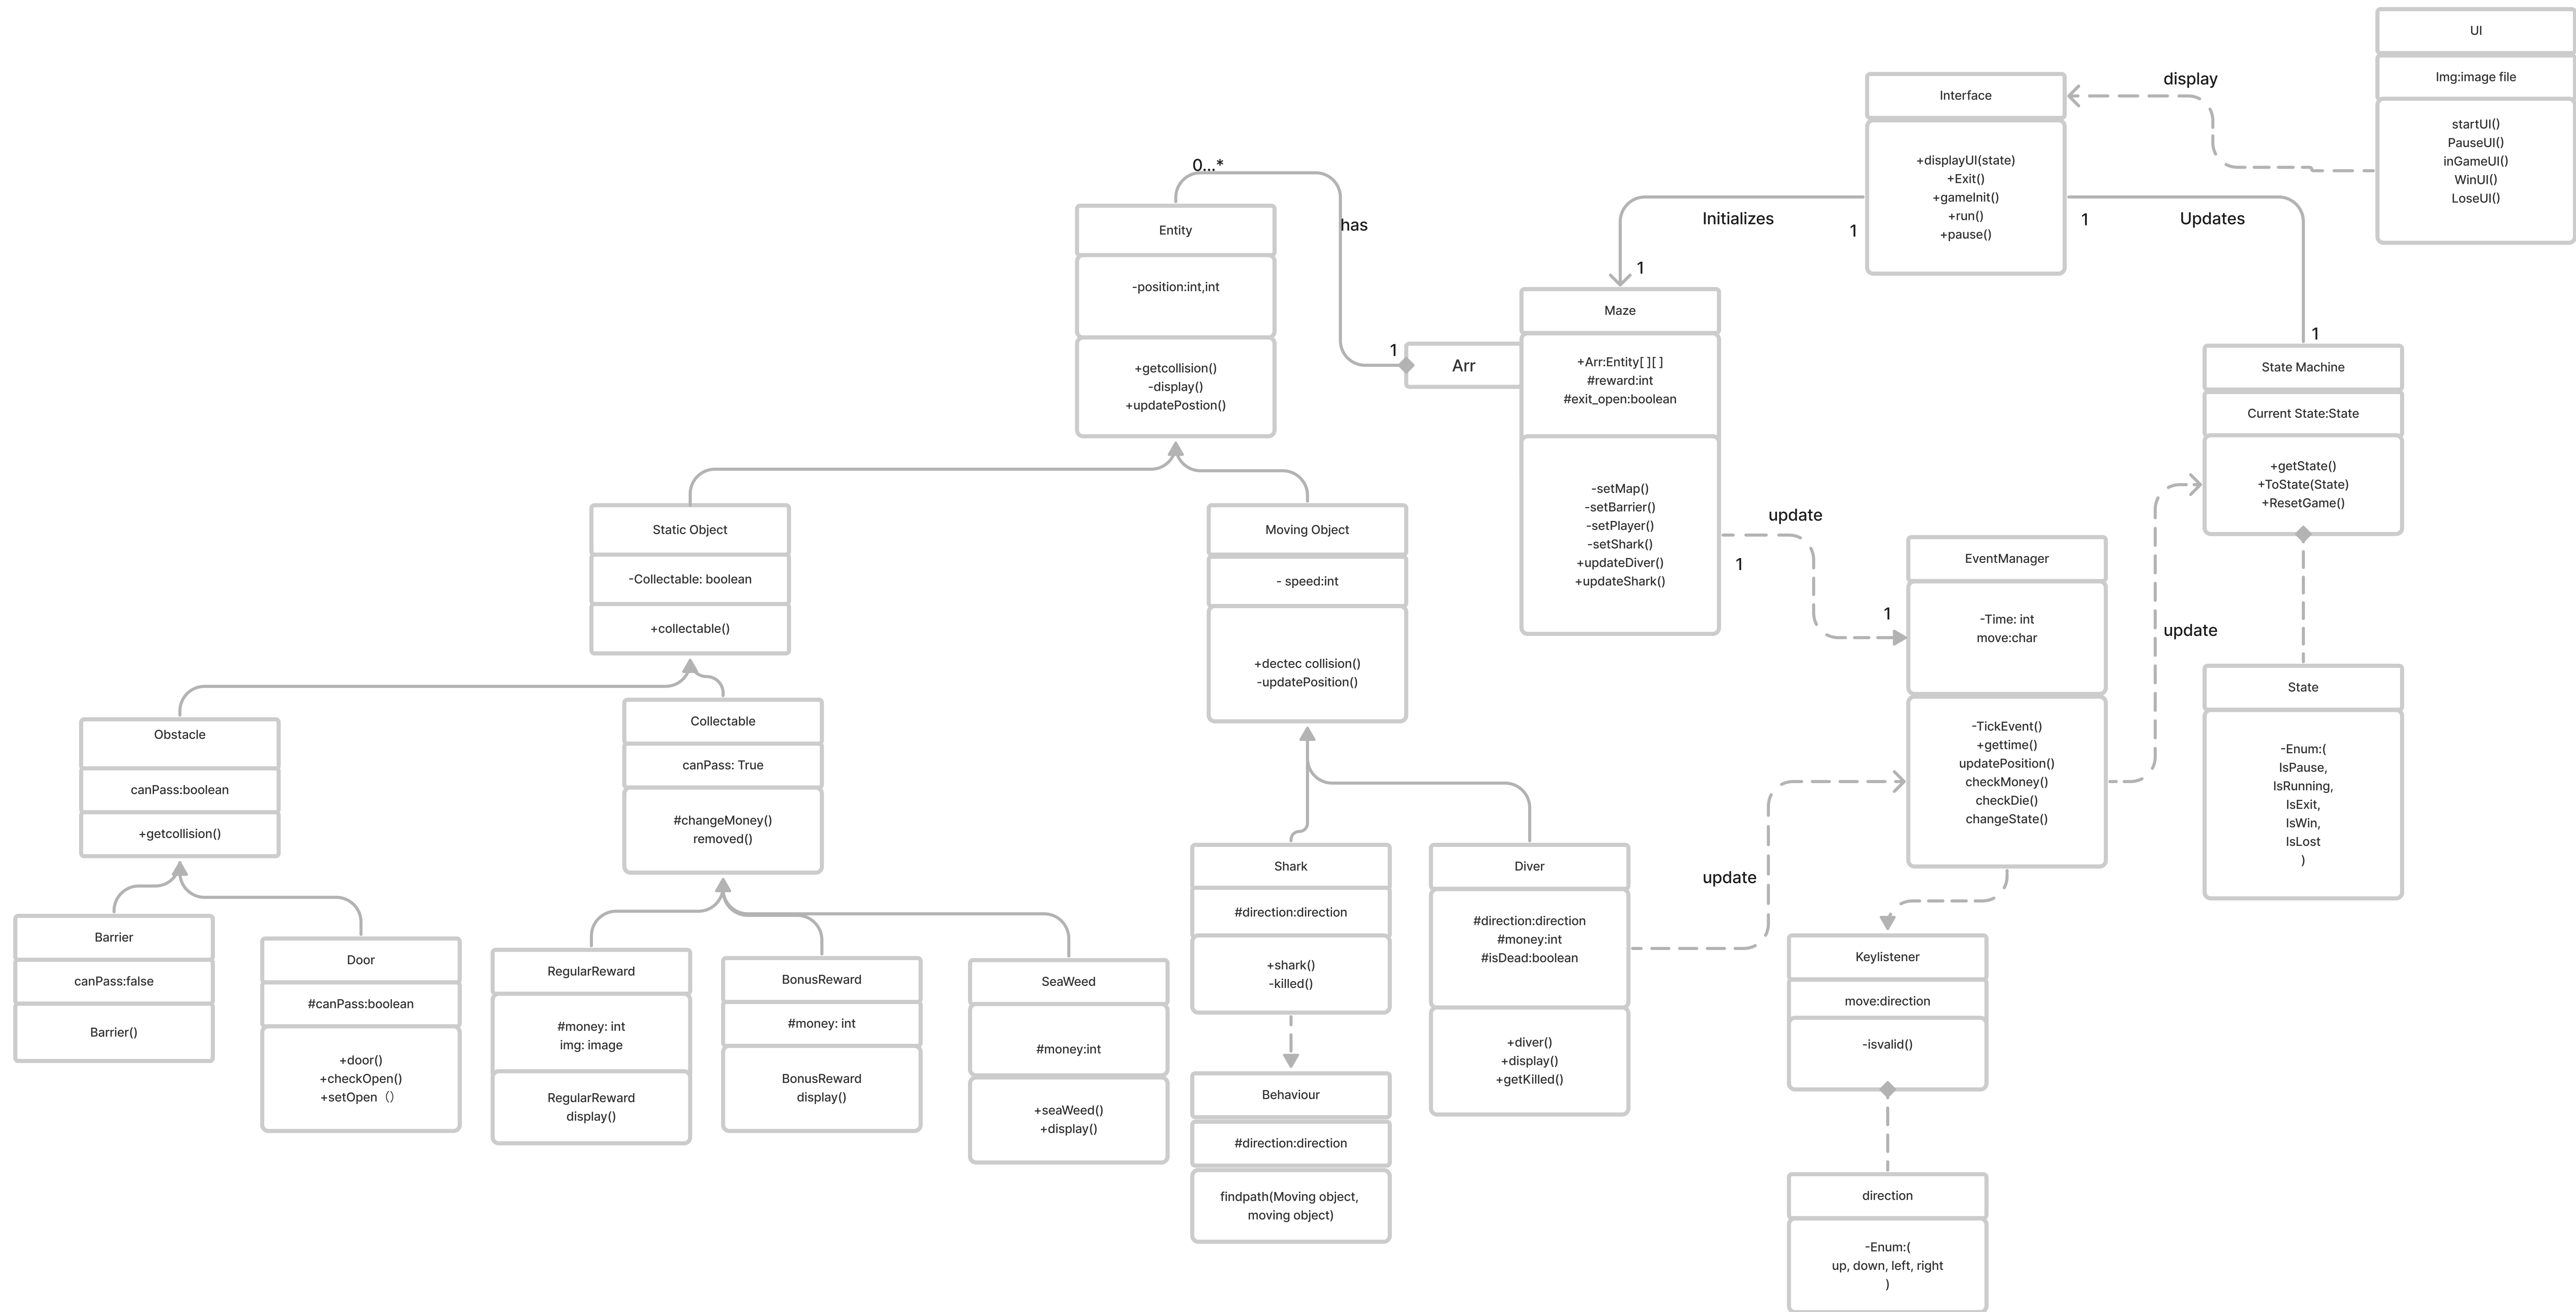 UI
Img:image file
startUI()
PauseUI()
inGameUI()
WinUI()
LoseUI()
display
Interface
+displayUI(state)
+Exit()
+gameInit()
+run()
+pause()
Initializes
1
1
1
Updates
1
0...*
has
1
Entity
-position:int,int
+getcollision()
-display()
+updatePostion()
Arr
Maze
+Arr:Entity[ ][ ]
#reward:int
#exit_open:boolean
-setMap()
-setBarrier()
-setPlayer()
-setShark()
+updateDiver()
+updateShark()
State Machine
Current State:State
+getState()
+ToState(State)
+ResetGame()
update
1
1
update
Static Object
-Collectable: boolean
+collectable()
Moving Object
- speed:int
+dectec collision()
-updatePosition()
EventManager
-Time: int
move:char
-TickEvent()
+gettime()
updatePosition()
checkMoney()
checkDie()
changeState()
State
-Enum:(
IsPause,
IsRunning,
IsExit,
IsWin,
IsLost
)
Obstacle
canPass:boolean
+getcollision()
Collectable
canPass: True
#changeMoney()
removed()
Shark
#direction:direction
+shark()
-killed()
Diver
#direction:direction
#money:int
#isDead:boolean
+diver()
+display()
+getKilled()
update
Barrier
canPass:false
Barrier()
Door
#canPass:boolean
+door()
+checkOpen()
+setOpen（）
RegularReward
#money: int
img: image
RegularReward
display()
BonusReward
#money: int
BonusReward
display()
SeaWeed
#money:int
+seaWeed()
+display()
Behaviour
#direction:direction
findpath(Moving object,
moving object)
Keylistener
move:direction
-isvalid()
direction
-Enum:(
up, down, left, right
)